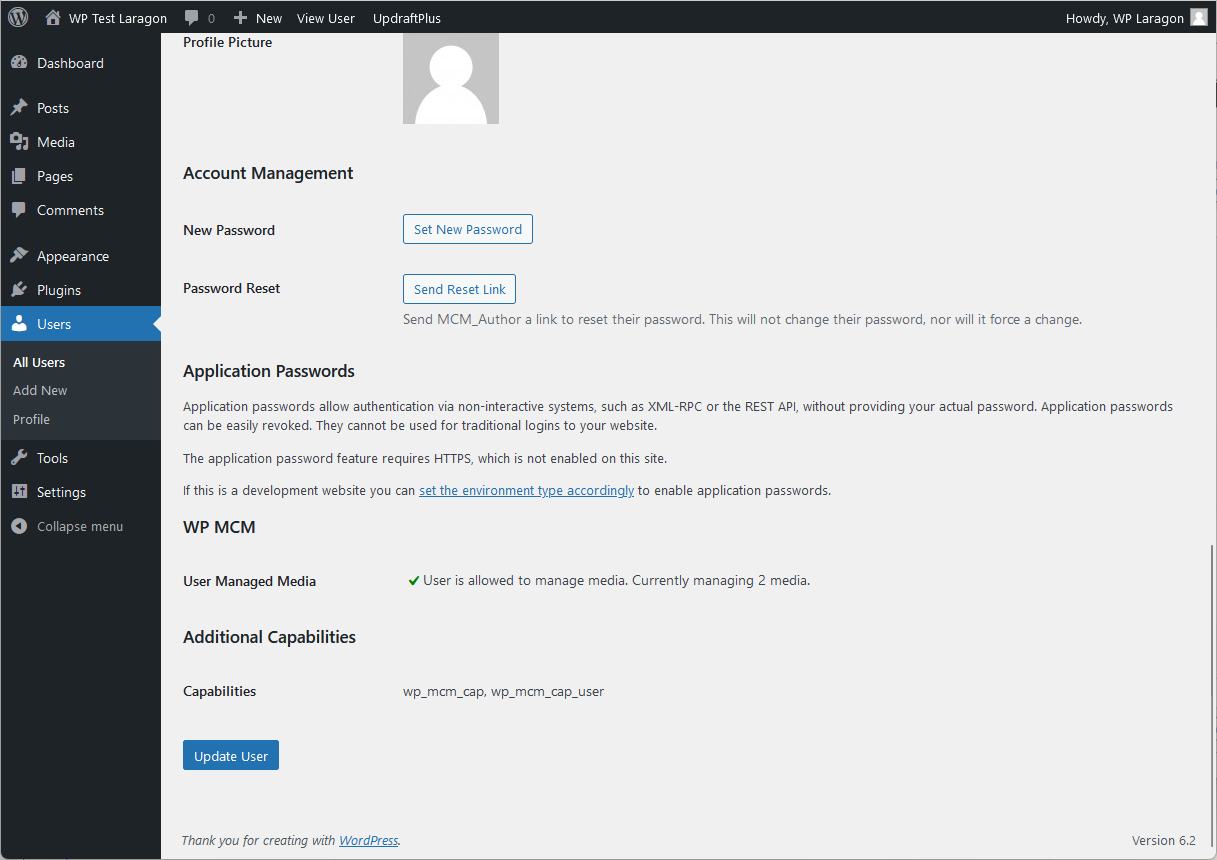 WP Test Laragon 0 New View User UpdraftPlus Howdy, WP Laragon
Dashboard
Posts
Media
Pages
Comments
Appearance
Plugins
Users
All Users
Add New
Profile
Tools
Settings
Collapse menu
Profile Picture
Account Management
New Password Set New Password
Password Reset Send Reset Link
Send MCM_Author a link to reset their password. This will not change their password, nor will it force a change.
Application Passwords
Application passwords allow authentication via non-interactive systems, such as XML-RPC or the REST API, without providing your actual password. Application passwords
can be easily revoked. They cannot be used for traditional logins to your website.
The application password feature requires HTTPS, which is not enabled on this site.
If this is a development website you can set the environment type accordingly to enable application passwords.
WP MCM
User Managed Media User is allowed to manage media. Currently managing 2 media.
Additional Capabilities
Capabilities wp_mcm_cap, wp_mcm_cap_user
Update User
Thank you for creating with WordPress. Version 6.2